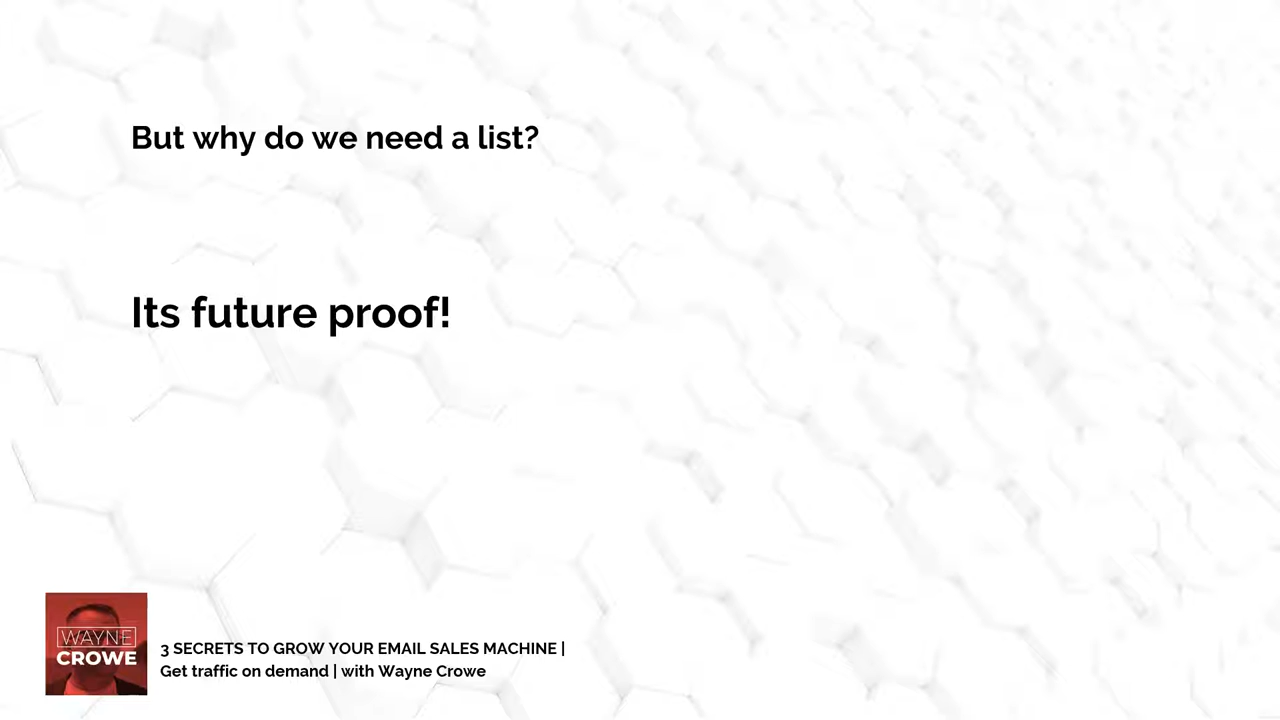 But why do we need a list?
Its future proof!
WAYNE
CROWE
3 SECRETS TO GROW YOUR EMAIL SALES MACHINE |
Get traffic on demand | with Wayne Crowe